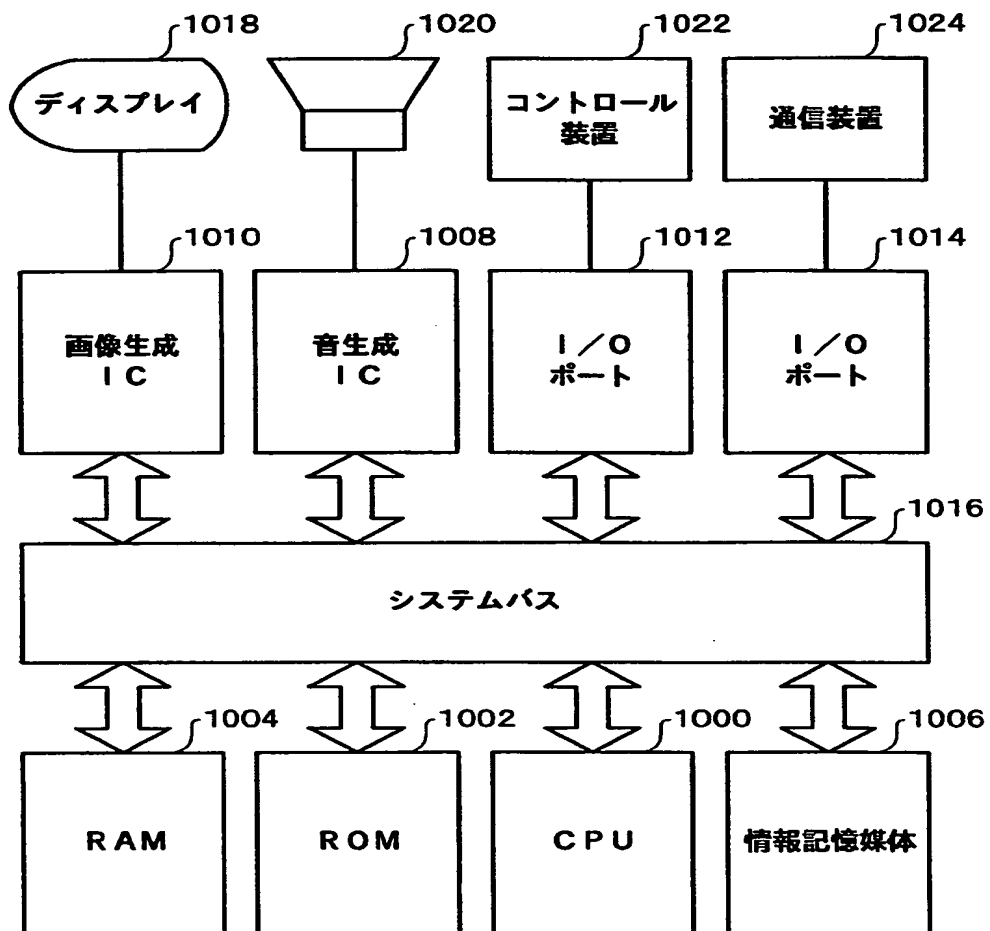 1018
1020
1022
1024
ディスプレイ
コントロール
装置
通信装置
1010
1008
1012
1014
画像生成
IC
音生成
IC
I/O
ポート
I/O
ポート
1016
システムバス
1004
1002
1000
1006
RAM
ROM
CPU
情報記憶媒体